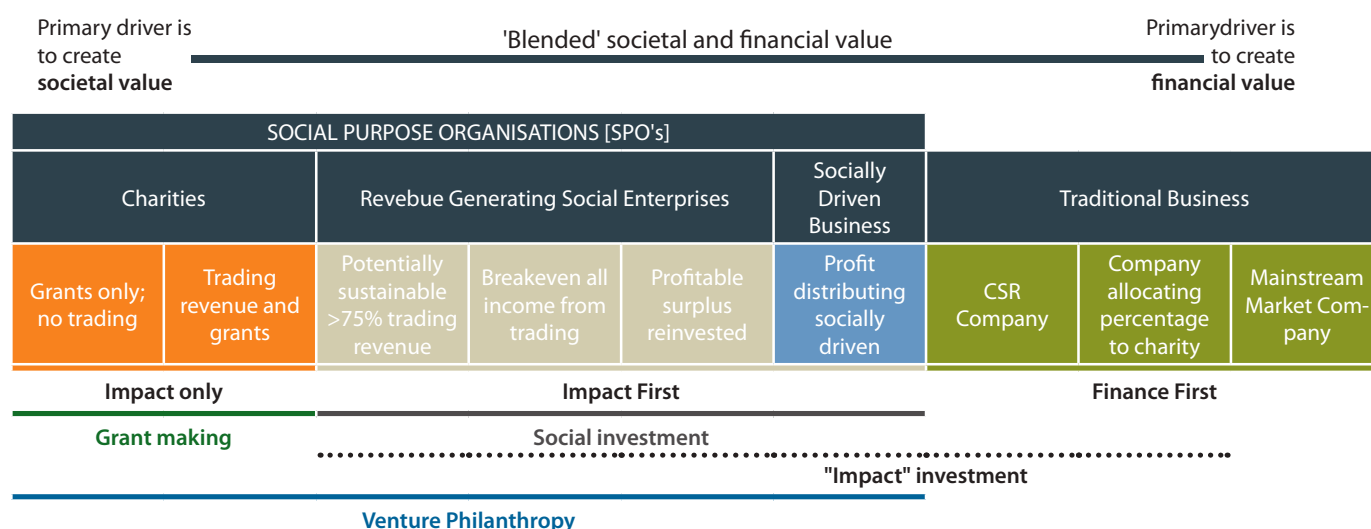 Primary driver is
to create
societal value
'Blended' societal and financial value
Primarydriver is
to create
financial value
SOCIAL PURPOSE ORGANISATIONS [SPO's]
Charities
Revebue Generating Social Enterprises
Socially
Driven
Business
Traditional Business
Grants only;
no trading
Trading
revenue and
grants
Potentially
sustainable
>75% trading
revenue
Breakeven all
income from
trading
Profitable
surplus
reinvested
Profit
distributing
socially
driven
CSR
Company
Company
allocating
percentage
to charity
Mainstream
Market Com-
pany
Impact only
Impact First
Finance First
Grant making
Social investment
"Impact" investment
Venture Philanthropy